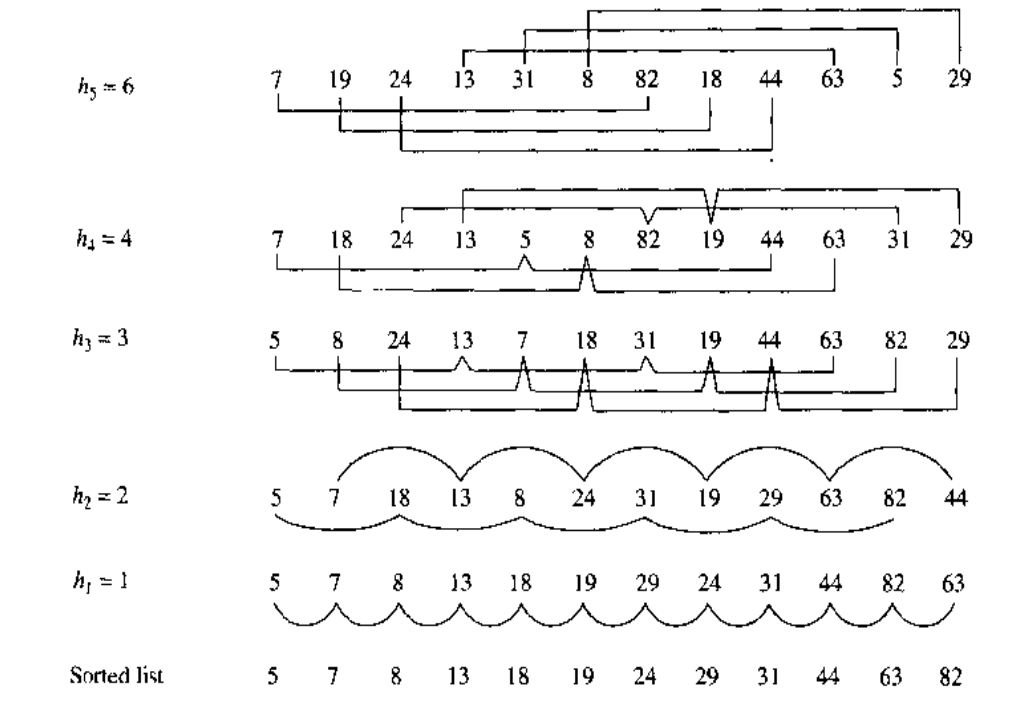 h₅ = 6 7 19 24 13 31 8 82 18 44 63 5 29
h₄ = 4 7 18 24 13 5 8 82 19 44 63 31 29
h₃ = 3 5 8 24 13 7 18 31 19 44 63 82 29
h₂ = 2 5 7 18 13 8 24 31 19 29 63 82 44
h₁ = 1 5 7 8 13 18 19 29 24 31 44 82 63
Sorted list 5 7 8 13 18 19 24 29 31 44 63 82